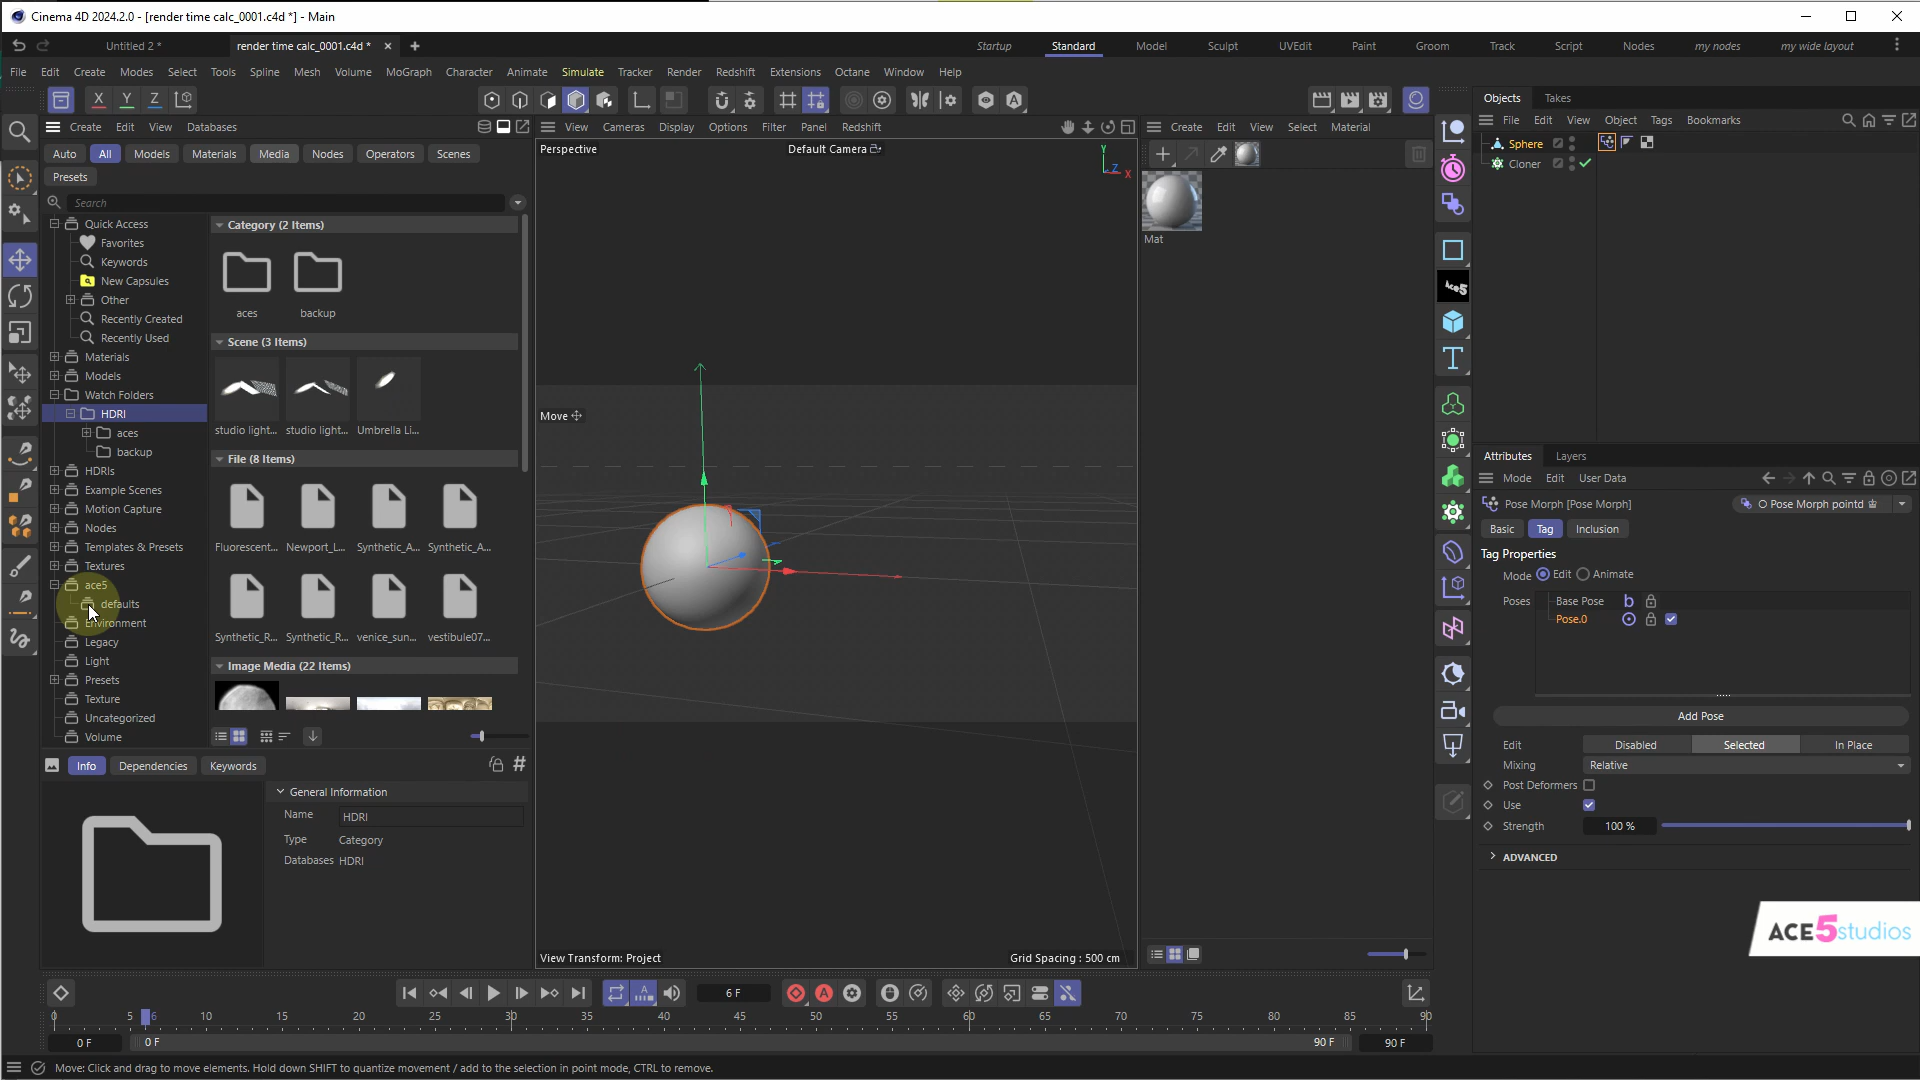 Cinema 4D 2024.2.0 - [render time calc_0001.c4d *] - Main
Untitled 2 *
render time calc_0001.c4d *
Startup
Standard
Model
Sculpt
UVEdit
Paint
Groom
Track
Script
Nodes
my nodes
my wide layout
File Edit Create Modes Select Tools Spline Mesh Volume MoGraph Character Animate Simulate Tracker Render Redshift Extensions Octane Window Help
X Y Z
Create Edit View Databases
Auto All Models Materials Media Nodes Operators Scenes
Presets
Search
Quick Access
Favorites
Keywords
New Capsules
Other
Recently Created
Recently Used
Materials
Models
Watch Folders
HDRI
aces
backup
HDRIs
Example Scenes
Motion Capture
Nodes
Templates & Presets
Textures
ace5
defaults
Environment
Legacy
Light
Presets
Texture
Uncategorized
Volume
Category (2 Items)
aces backup
Scene (3 Items)
studio light... studio light... Umbrella Li...
File (8 Items)
Fluorescent... Newport_L... Synthetic_A... Synthetic_A...
Synthetic_R... Synthetic_R... venice_sun... vestibule07...
Image Media (22 Items)
Info Dependencies Keywords
General Information
Name HDRI
Type Category
Databases HDRI
View Cameras Display Options Filter Panel Redshift
Perspective
Default Camera
Y
Z
X
Move
View Transform: Project
Grid Spacing : 500 cm
Create Edit View Select Material
Mat
Ace5
T
Objects Takes
File Edit View Object Tags Bookmarks
Sphere
Cloner
Attributes Layers
Mode Edit User Data
Pose Morph [Pose Morph]
Pose Morph pointd
Basic Tag Inclusion
Tag Properties
Mode Edit Animate
Poses Base Pose b
Pose.0
Add Pose
Edit Disabled Selected In Place
Mixing Relative
Post Deformers
Use
Strength 100 %
ADVANCED
ACE5studios
6 F
0 5 6 10 15 20 25 30 35 40 45 50 55 60 65 70 75 80 85 90
0 F 0 F 90 F 90 F
Move: Click and drag to move elements. Hold down SHIFT to quantize movement / add to the selection in point mode, CTRL to remove.